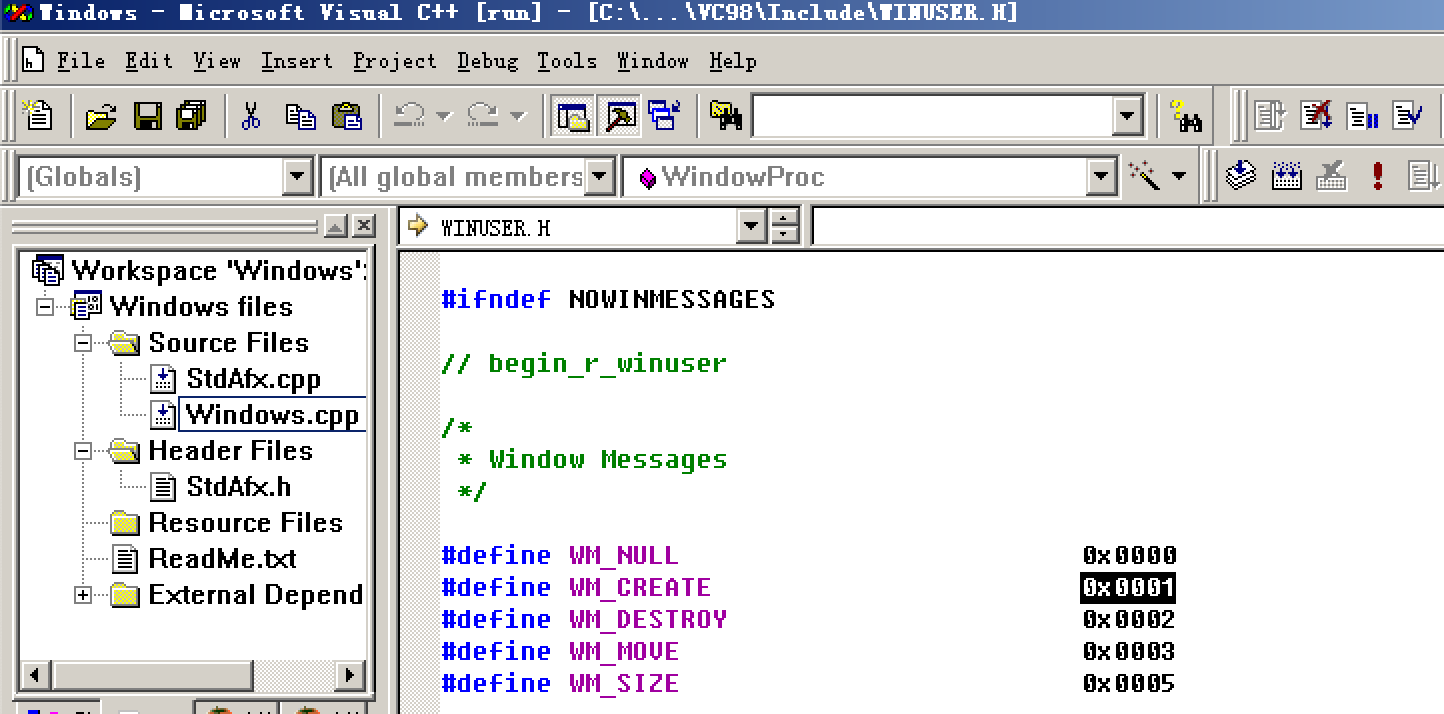 Windows - Microsoft Visual C++ [run] - [C:\...\VC98\Include\WINUSER.H]
File Edit View Insert Project Debug Tools Window Help
(Globals) (All global members WindowProc
WINUSER.H
Workspace 'Windows':
Windows files
Source Files
StdAfx.cpp
Windows.cpp
Header Files
StdAfx.h
Resource Files
ReadMe.txt
External Depend
#ifndef NOWINMESSAGES
// begin_r_winuser
/*
* Window Messages
*/
#define WM_NULL 0x0000
#define WM_CREATE 0x0001
#define WM_DESTROY 0x0002
#define WM_MOVE 0x0003
#define WM_SIZE 0x0005